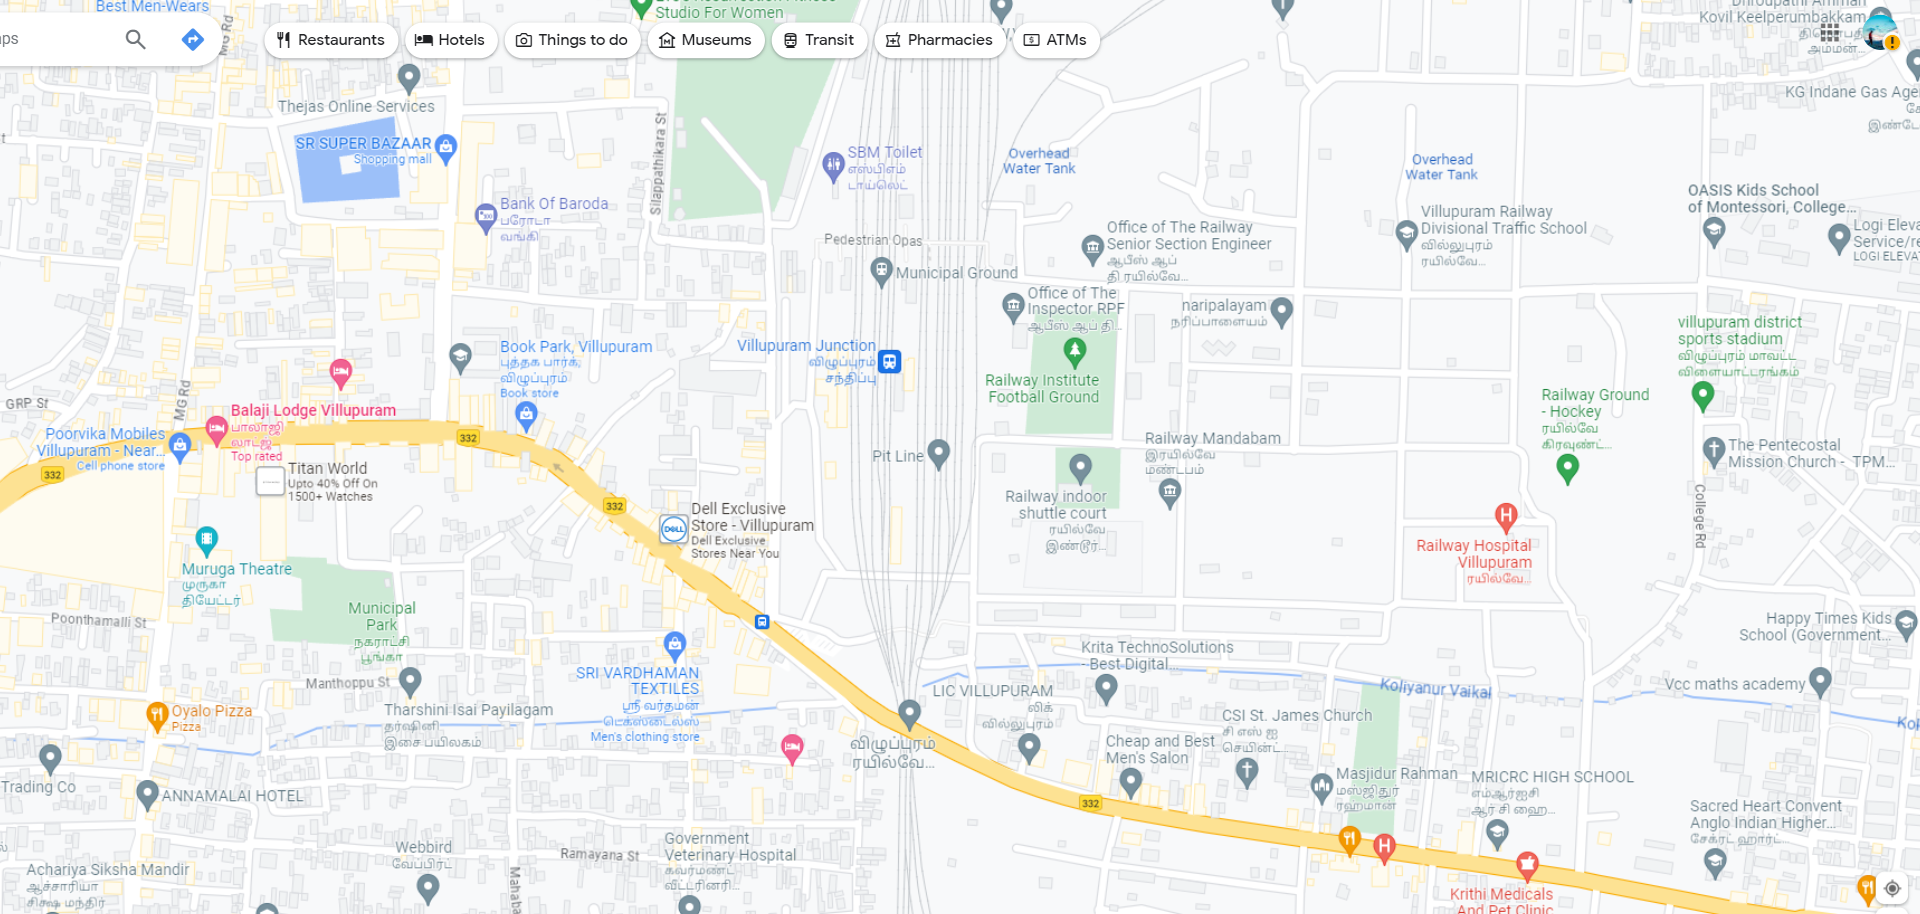 Best Men-Wears
Studio For Women
Kovil Keelperumbakkam
அம்மன்...
aps
Restaurants
Hotels
Things to do
Museums
Transit
Pharmacies
ATMs
MG Rd
Thejas Online Services
KG Indane Gas Age
SR SUPER BAZAAR
Shopping mall
Silappathikara St
SBM Toilet
எஸ்பிஎம்
டாய்லெட்
Overhead
Water Tank
Overhead
Water Tank
OASIS Kids School
of Montessori, College...
Bank Of Baroda
பரோடா
வங்கி
Villupuram Railway
Divisional Traffic School
வில்லுபுரம்
ரயில்வே...
Logi Eleva
Service/re
LOGI ELEVAT
Office of The Railway
Senior Section Engineer
ஆபீஸ் ஆப்
தி ரயில்வே...
Pedestrian Opas
Municipal Ground
Office of The
Inspector RPF
ஆபீஸ் ஆப் தி...
naripalayam
நரிப்பாளையம்
villupuram district
sports stadium
விழுப்புரம் மாவட்ட
விளையாட்டரங்கம்
Villupuram Junction
விழுப்புரம்
சந்திப்பு
Book Park, Villupuram
புத்தக பார்க்,
விழுப்புரம்
Book store
Railway Institute
Football Ground
Railway Ground
- Hockey
ரயில்வே
கிரவுண்ட்...
GRP St
MG Rd
Balaji Lodge Villupuram
பாலாஜி
லாட்ஜ்
Top rated
Poorvika Mobiles
Villupuram - Near...
Cell phone store
332
332
Titan World
Upto 40% Off On
1500+ Watches
Pit Line
Railway Mandabam
இரயில்வே
மண்டபம்
The Pentecostal
Mission Church - TPM...
Railway indoor
shuttle court
ரயில்வே
இண்டூர்...
332
Dell Exclusive
Store - Villupuram
Dell Exclusive
Stores Near You
DELL
College Rd
Railway Hospital
Villupuram
ரயில்வே...
Muruga Theatre
முருகா
தியேட்டர்
Municipal
Park
நகராட்சி
பூங்கா
Poonthamalli St
Happy Times Kids
School (Government...
Krita TechnoSolutions
- Best Digital...
SRI VARDHAMAN
TEXTILES
ஸ்ரீ வர்தமன்
டெக்ஸ்டைல்ஸ்
Men's clothing store
Manthoppu St
Koliyanur Vaikal
Vcc maths academy
LIC VILLUPURAM
லிக்
வில்லுபுரம்
Tharshini Isai Payilagam
தர்ஷினி
இசை பயிலகம்
Oyalo Pizza
Pizza
CSI St. James Church
சி எஸ் ஐ
செயின்ட்...
விழுப்புரம்
ரயில்வே...
Cheap and Best
Men's Salon
Masjidur Rahman
மஸ்ஜிதுர்
ரஹ்மான்
MRICRC HIGH SCHOOL
எம்ஆர்ஐசி
ஆர் சி ஹை...
Trading Co
ANNAMALAI HOTEL
332
Sacred Heart Convent
Anglo Indian Higher...
சேக்ரட் ஹார்ட்...
Government
Veterinary Hospital
கவர்மண்ட்
வீட்டரினரி...
Ramayana St
Webbird
வேப்பிர்ட்
Mahaba
Achariya Siksha Mandir
ஆச்சாரியா
சிக்ஷ மந்திர்
Krithi Medicals
And Pet Clinic